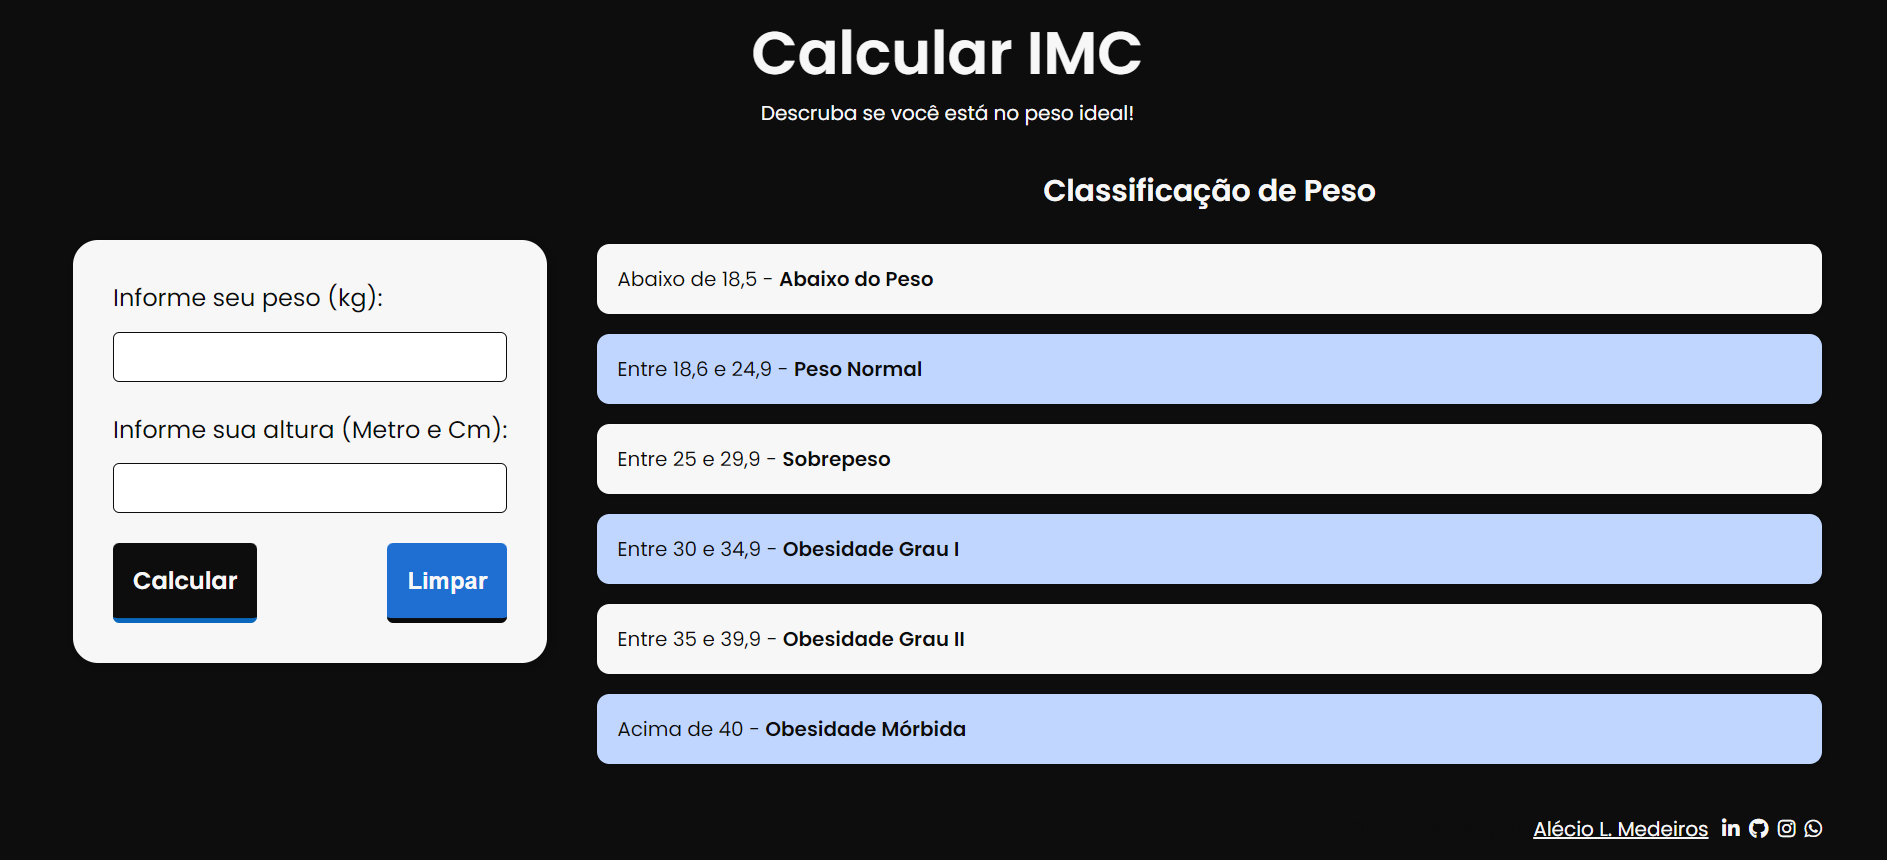 Calcular IMC
Descruba se você está no peso ideal!
Informe seu peso (kg):
Informe sua altura (Metro e Cm):
Calcular
Limpar
Classificação de Peso
Abaixo de 18,5 - Abaixo do Peso
Entre 18,6 e 24,9 - Peso Normal
Entre 25 e 29,9 - Sobrepeso
Entre 30 e 34,9 - Obesidade Grau I
Entre 35 e 39,9 - Obesidade Grau II
Acima de 40 - Obesidade Mórbida
Alécio L. Medeiros